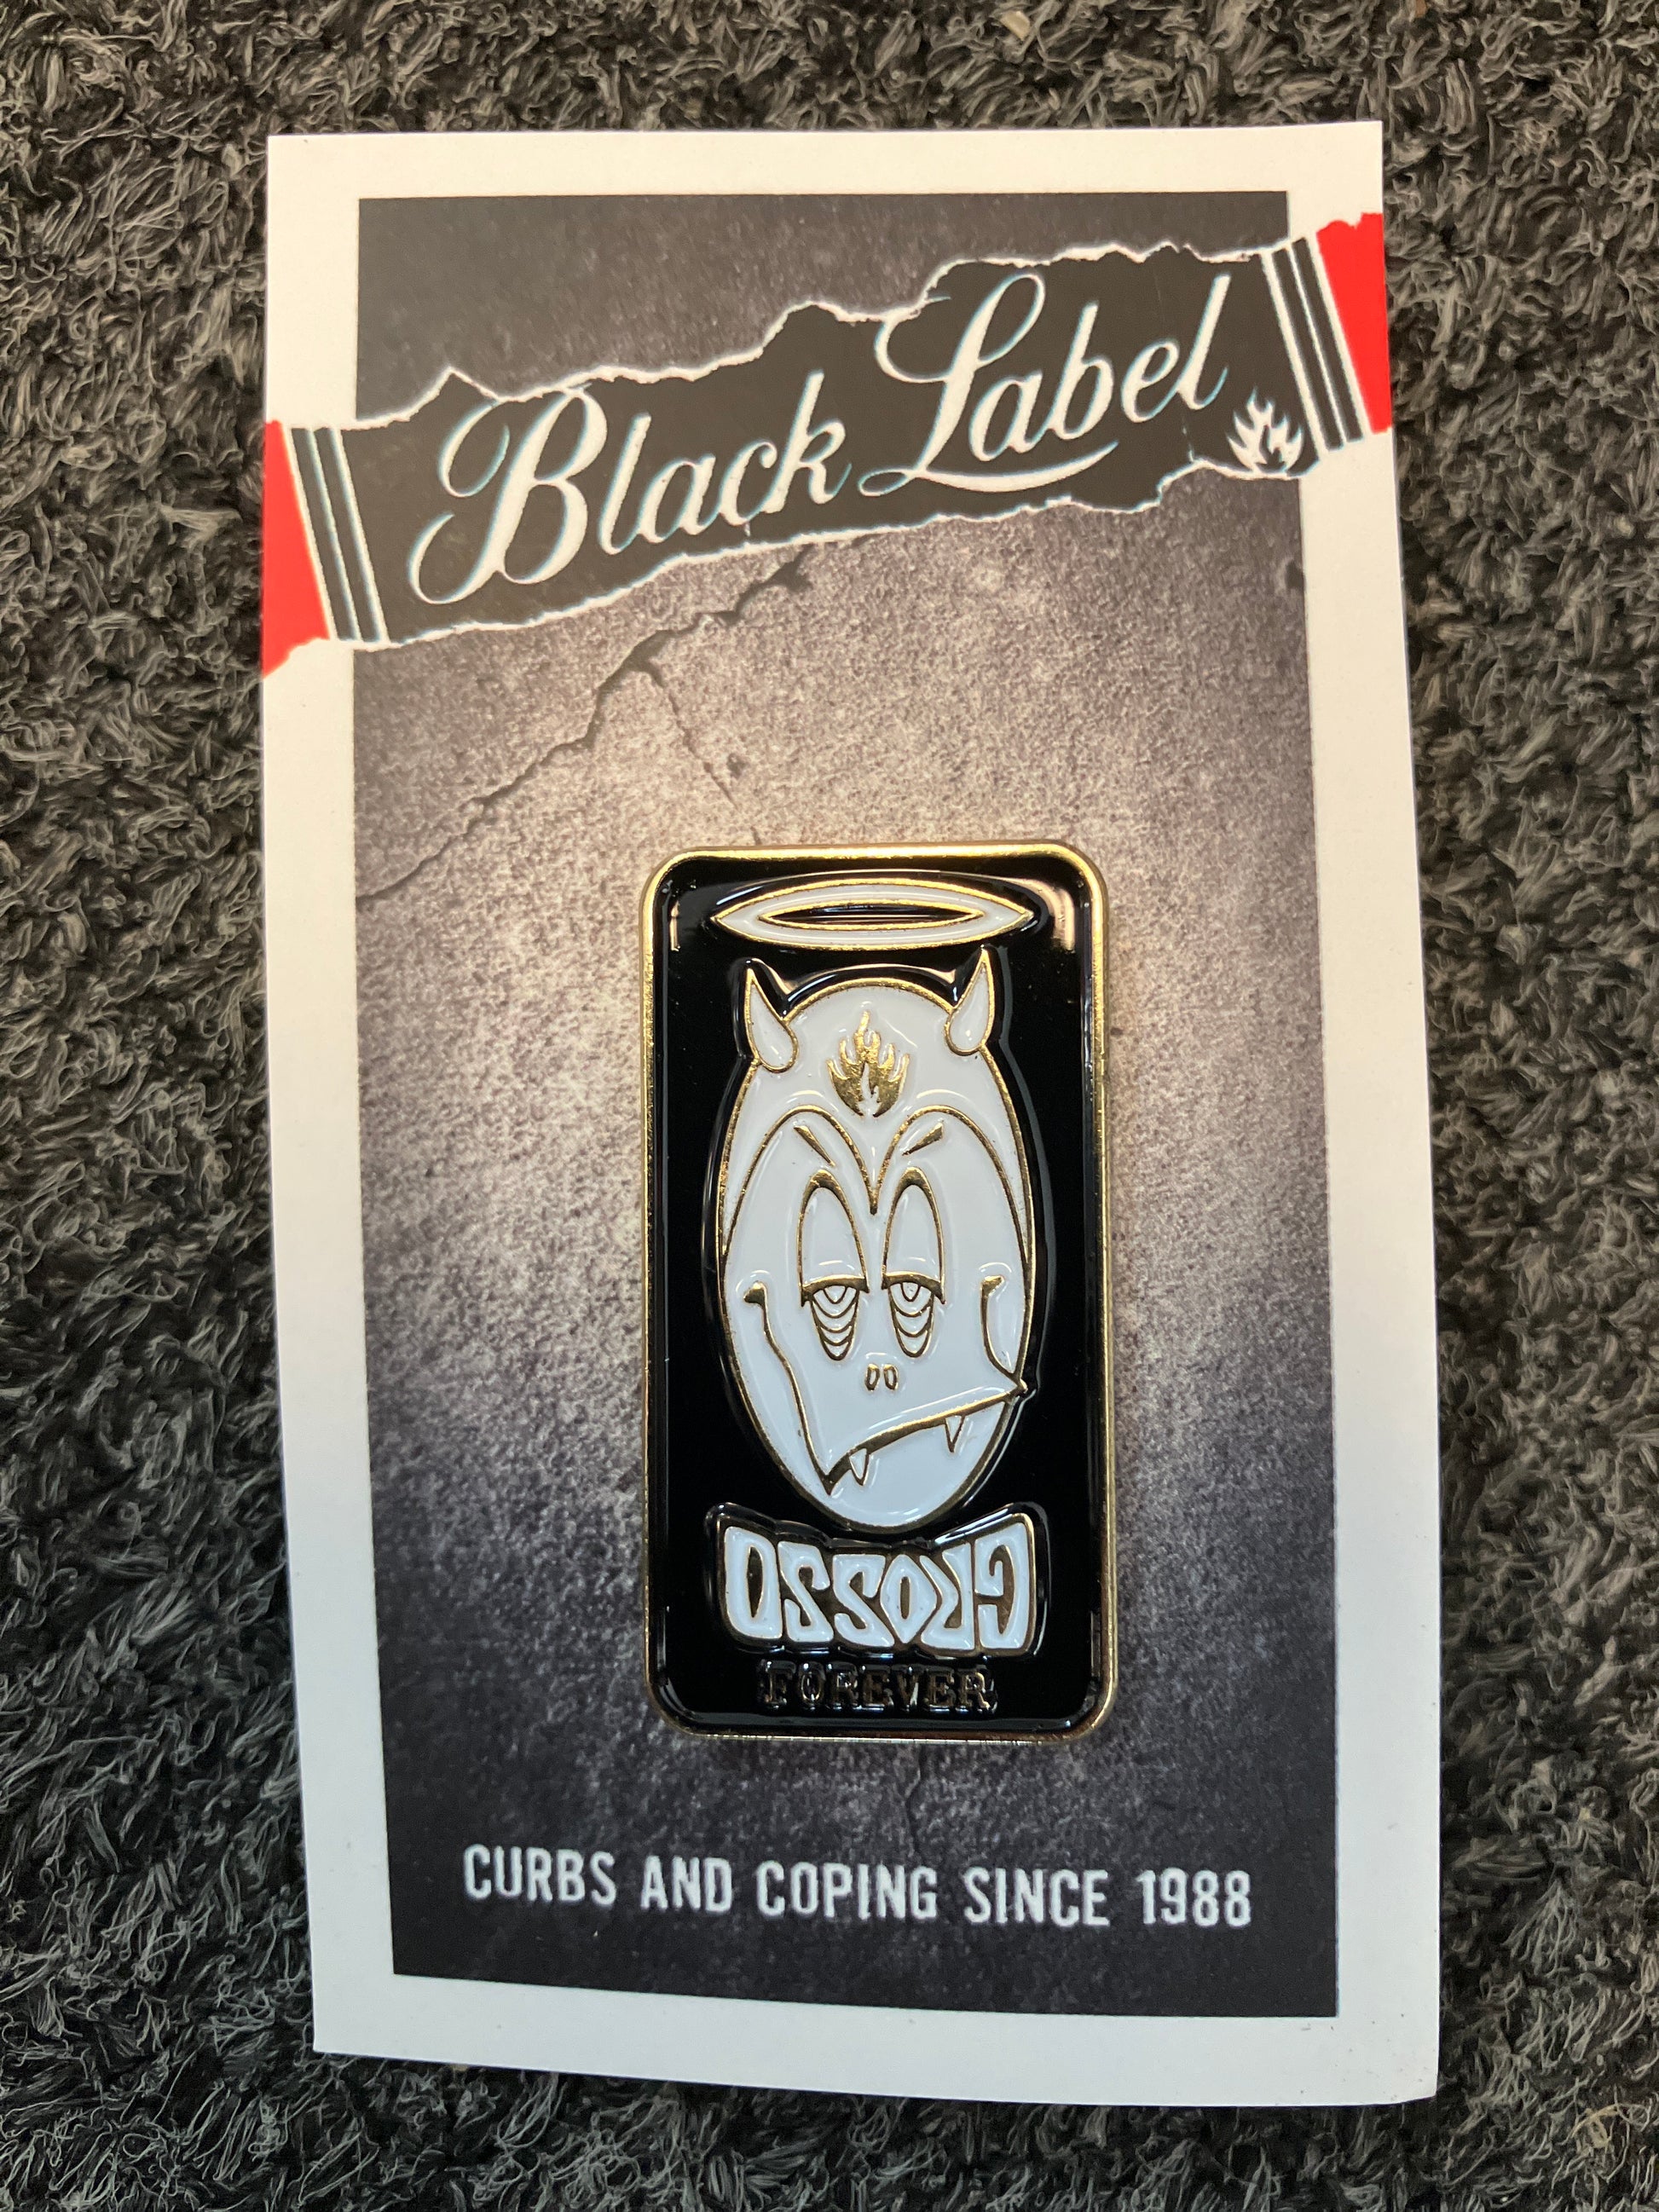 Black Label
GROSSO
FOREVER
CURBS AND COPING SINCE 1988